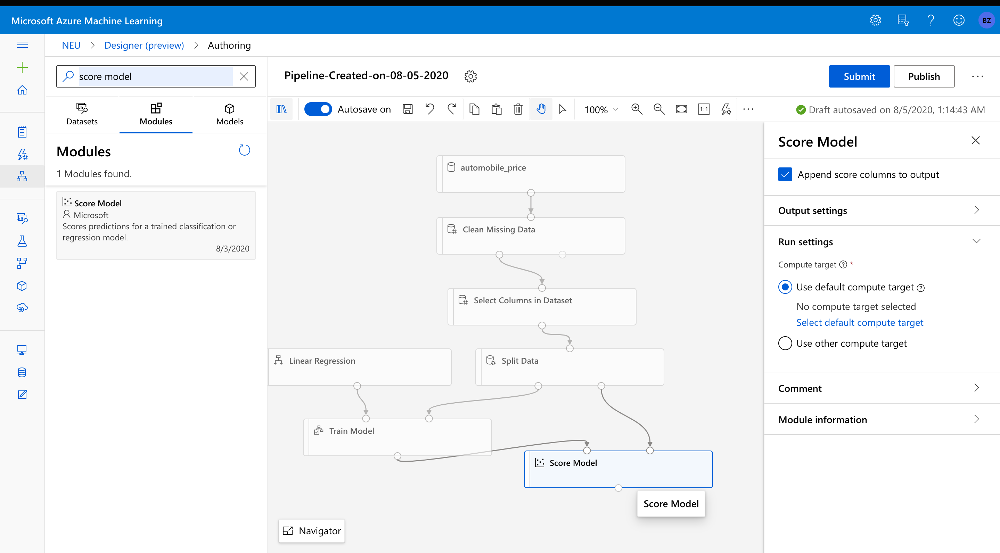 Microsoft Azure Machine Learning
BZ
NEU > Designer (preview) > Authoring
score model
Datasets
Modules
Models
Modules
1 Modules found.
Score Model
Microsoft
Scores predictions for a trained classification or
regression model.
8/3/2020
Pipeline-Created-on-08-05-2020
Submit
Publish
Autosave on
100%
1:1
Draft autosaved on 8/5/2020, 1:14:43 AM
automobile_price
Clean Missing Data
Select Columns in Dataset
Linear Regression
Split Data
Train Model
Score Model
Score Model
Navigator
Score Model
Append score columns to output
Output settings
Run settings
Compute target ? *
Use default compute target ?
No compute target selected
Select default compute target
Use other compute target
Comment
Module information